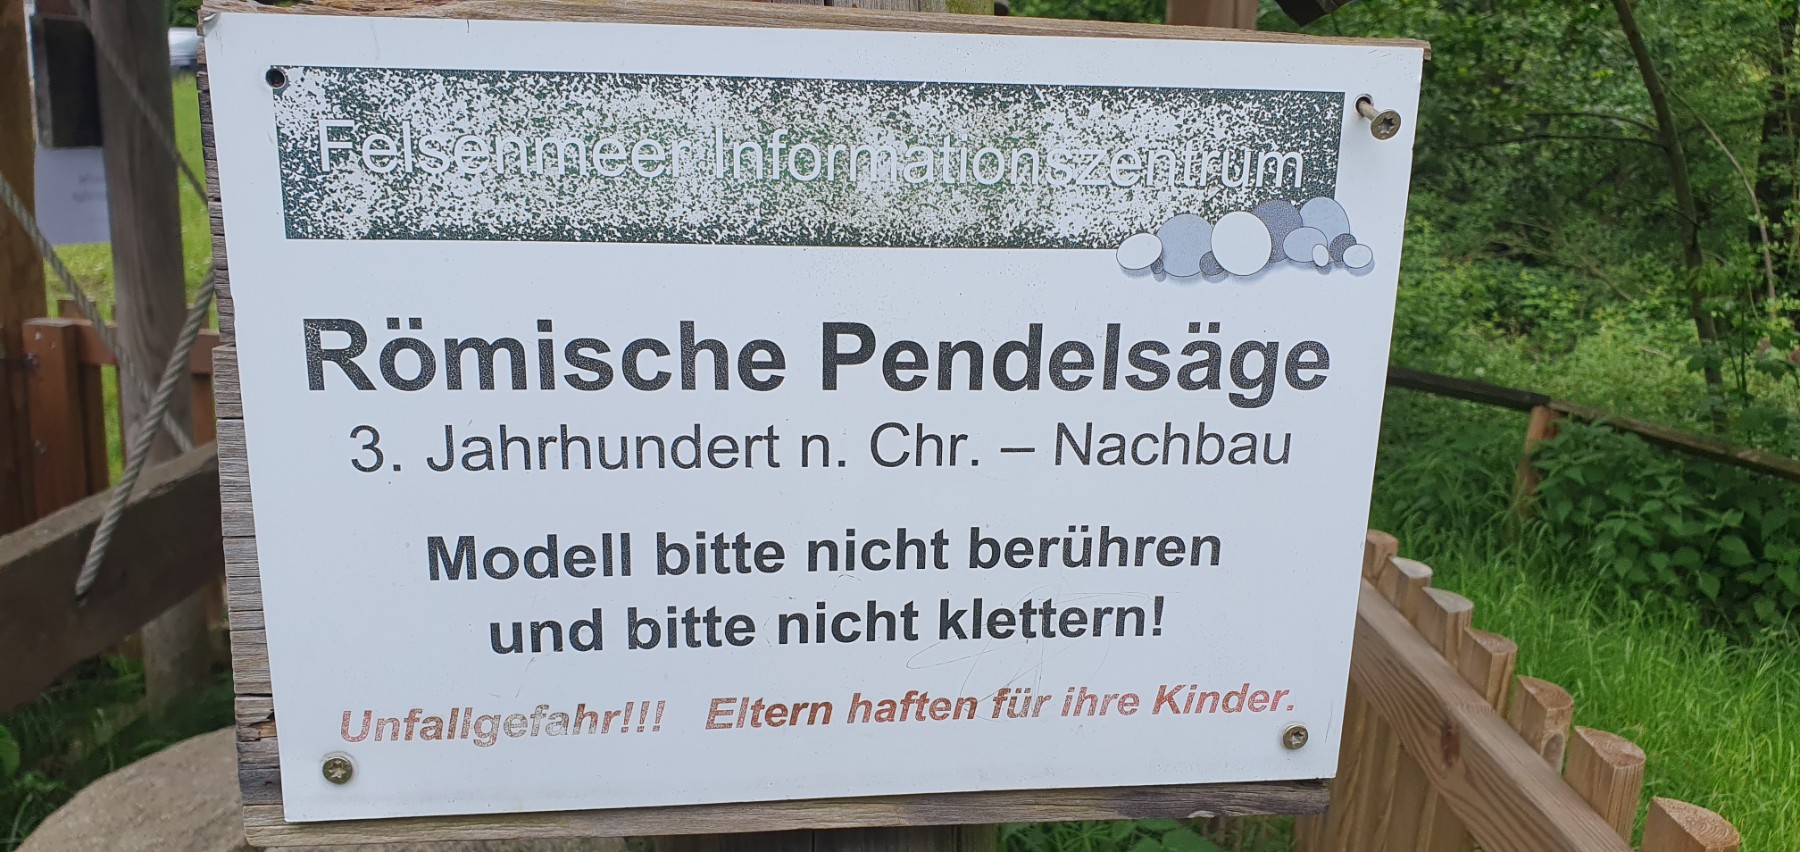 Felsenmeer Informationszentrum
Römische Pendelsäge
3. Jahrhundert n. Chr. – Nachbau
Modell bitte nicht berühren
und bitte nicht klettern!
Unfallgefahr!!! Eltern haften für ihre Kinder.